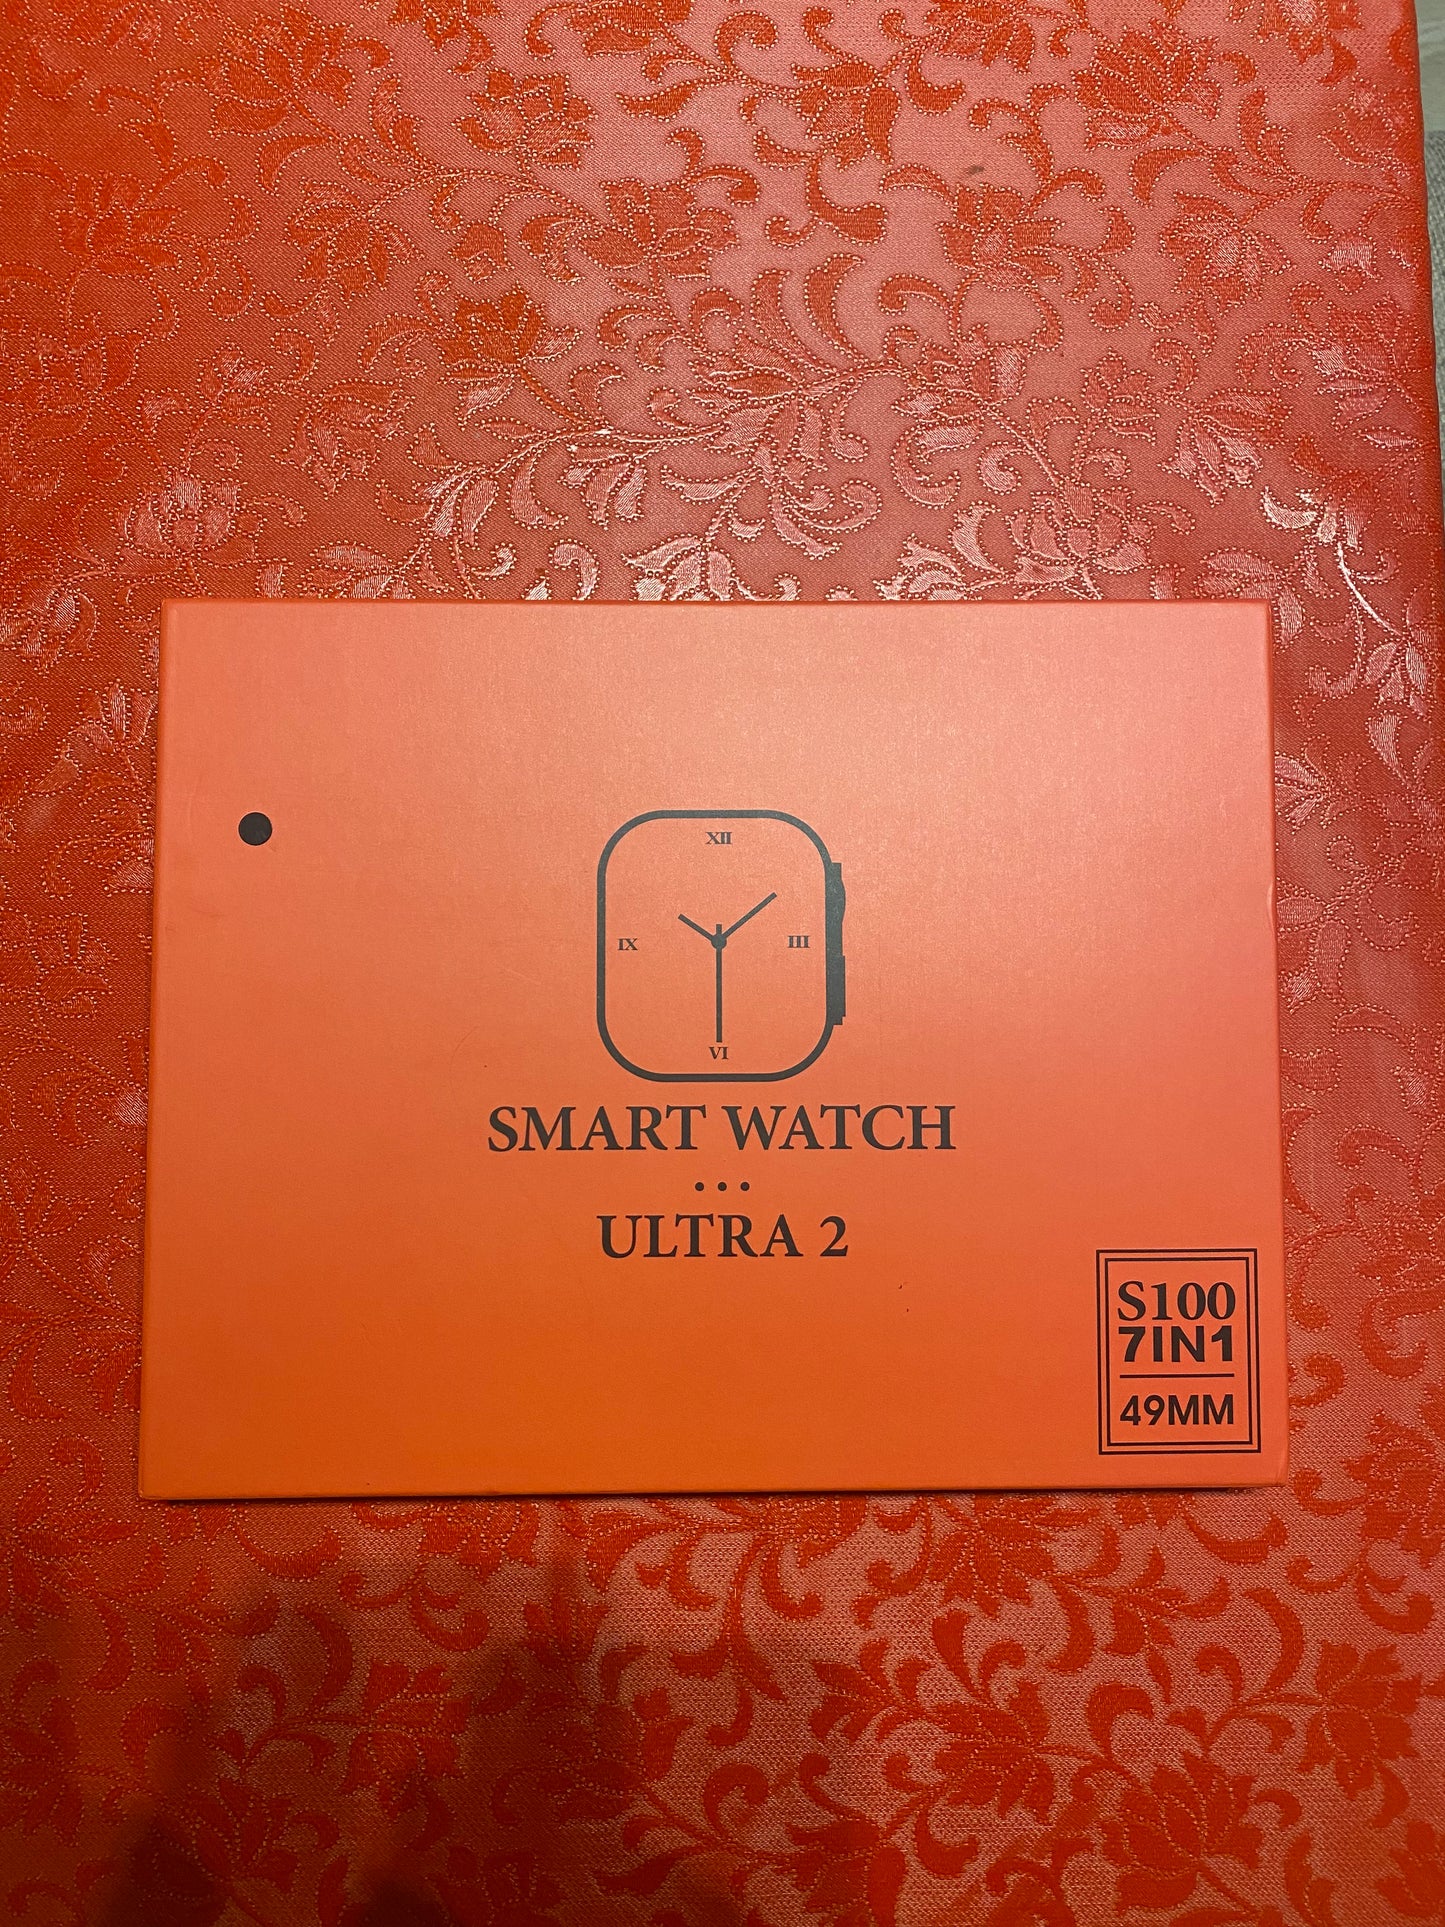 XII
IX
III
VI
SMART WATCH
ULTRA 2
S100
7IN1
49MM